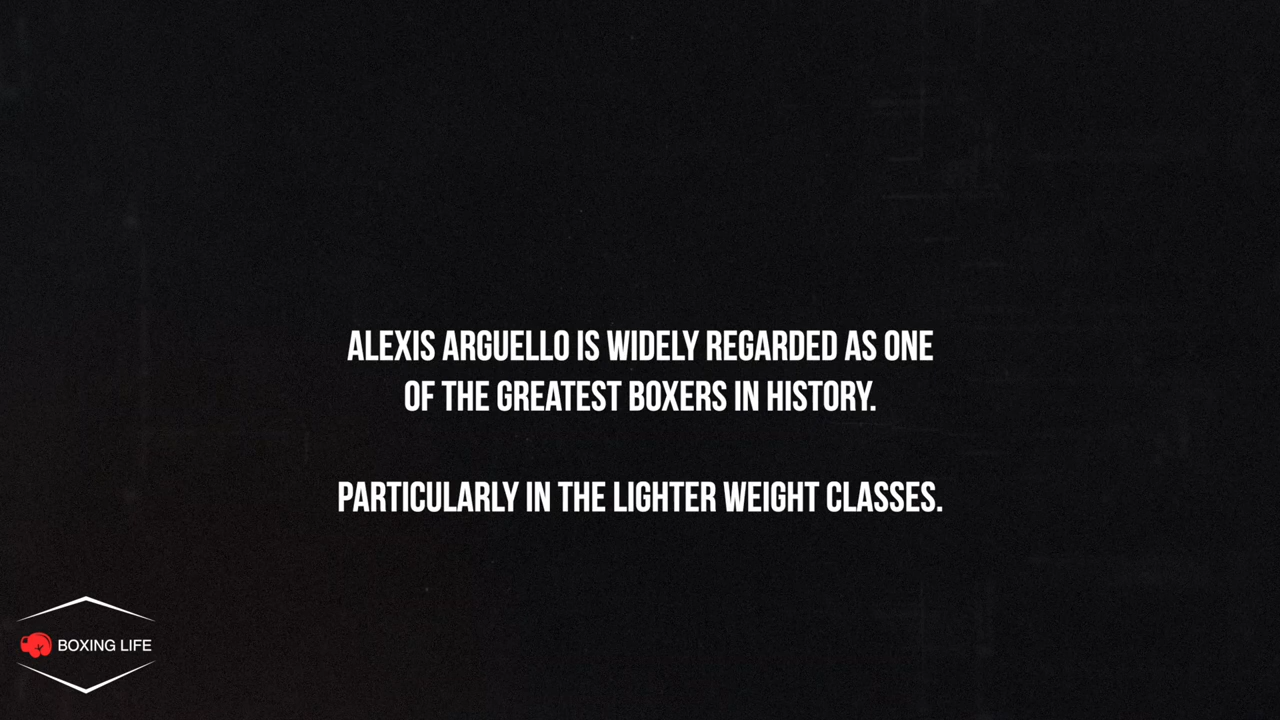 ALEXIS ARGUELLO IS WIDELY REGARDED AS ONE
OF THE GREATEST BOXERS IN HISTORY.
PARTICULARLY IN THE LIGHTER WEIGHT CLASSES.
BOXING LIFE